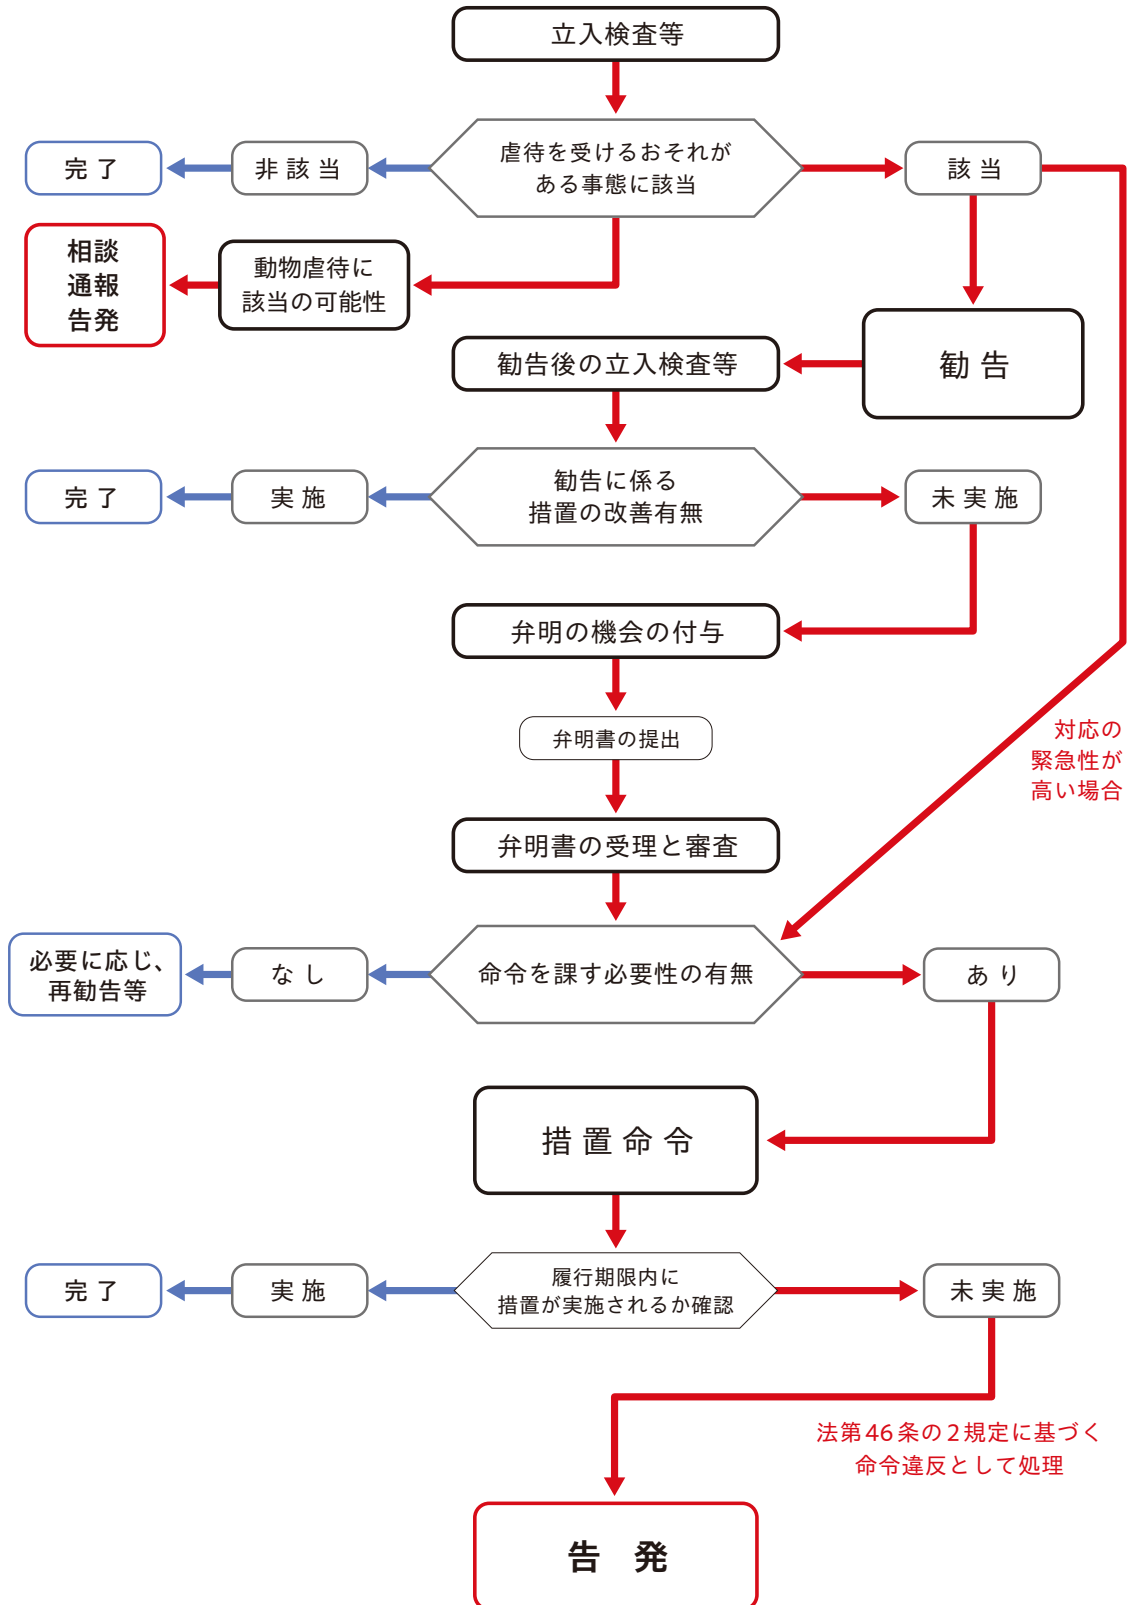 立入検査等
完了
非該当
虐待を受けるおそれが
ある事態に該当
該当
相談
通報
告発
動物虐待に
該当の可能性
勧告後の立入検査等
勧告
完了
実施
勧告に係る
措置の改善有無
未実施
弁明の機会の付与
弁明書の提出
対応の
緊急性が
高い場合
弁明書の受理と審査
必要に応じ、
再勧告等
なし
命令を課す必要性の有無
あり
措置命令
完了
実施
履行期限内に
措置が実施されるか確認
未実施
法第46条の2規定に基づく
命令違反として処理
告発